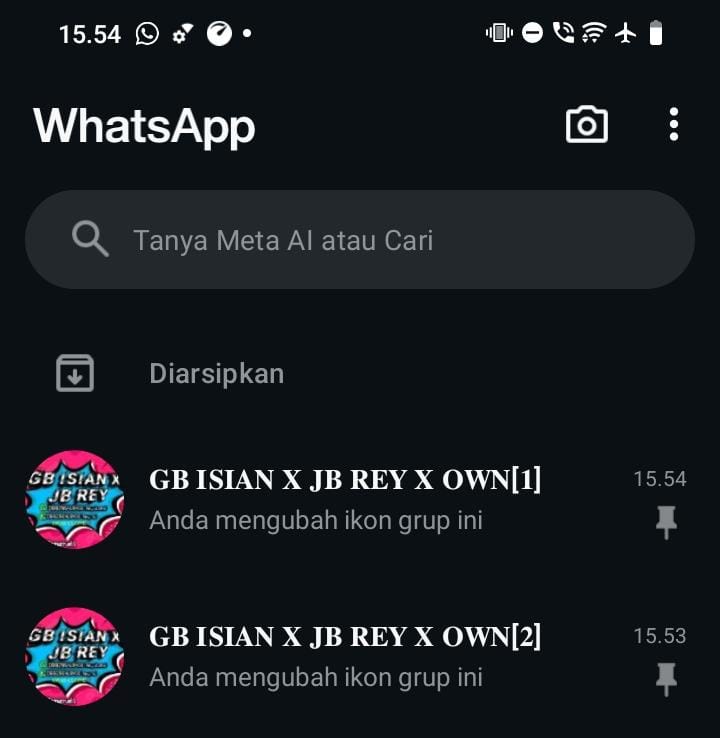 15.54
WhatsApp
Tanya Meta AI atau Cari
Diarsipkan
GB ISIAN X
JB REY
𝐆𝐁 𝐈𝐒𝐈𝐀𝐍 𝐗 𝐉𝐁 𝐑𝐄𝐘 𝐗 𝐎𝐖𝐍[𝟏]
15.54
Anda mengubah ikon grup ini
GB ISIAN X
JB REY
𝐆𝐁 𝐈𝐒𝐈𝐀𝐍 𝐗 𝐉𝐁 𝐑𝐄𝐘 𝐗 𝐎𝐖𝐍[𝟐]
15.53
Anda mengubah ikon grup ini